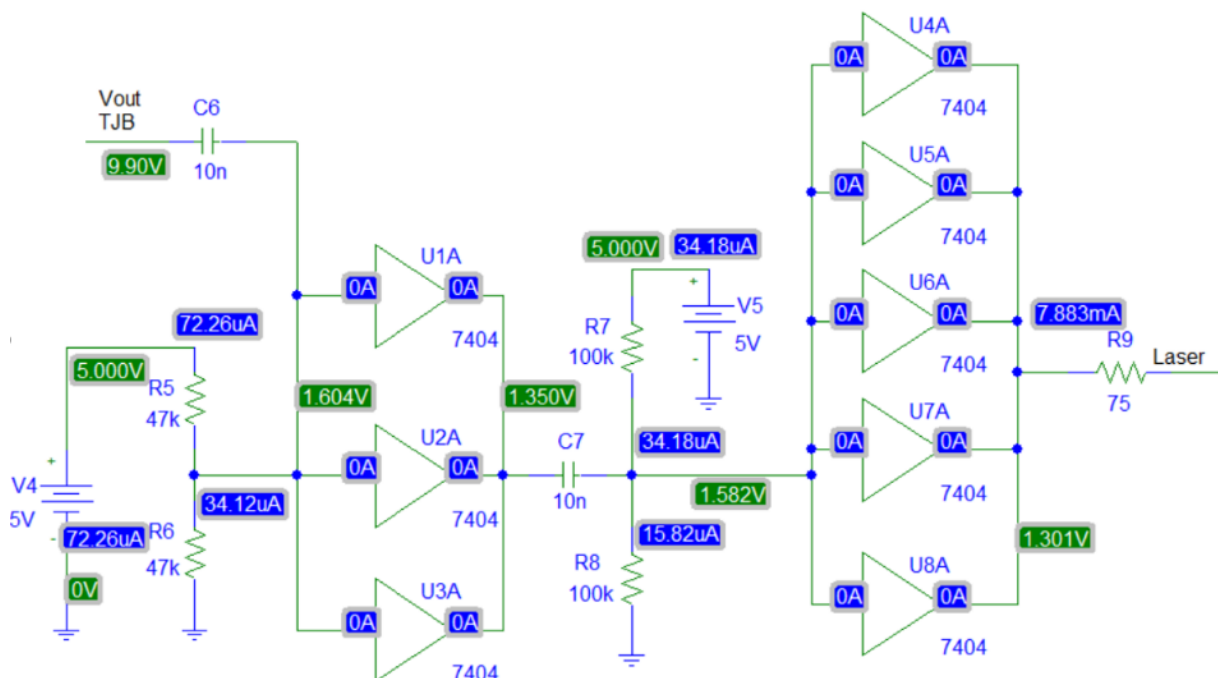 Vout
TJB
9.90V
C6
10n
U1A
0A
0A
7404
72.26uA
5.000V
R5
47k
1.604V
1.350V
U2A
0A
0A
7404
V4
+
5V
-
72.26uA
0V
34.12uA
R6
47k
U3A
0A
0A
7404
C7
10n
5.000V
34.18uA
+
V5
5V
-
R7
100k
34.18uA
1.582V
15.82uA
R8
100k
U4A
0A
0A
7404
U5A
0A
0A
7404
U6A
0A
0A
7404
7.883mA
R9
75
Laser
U7A
0A
0A
7404
1.301V
U8A
0A
0A